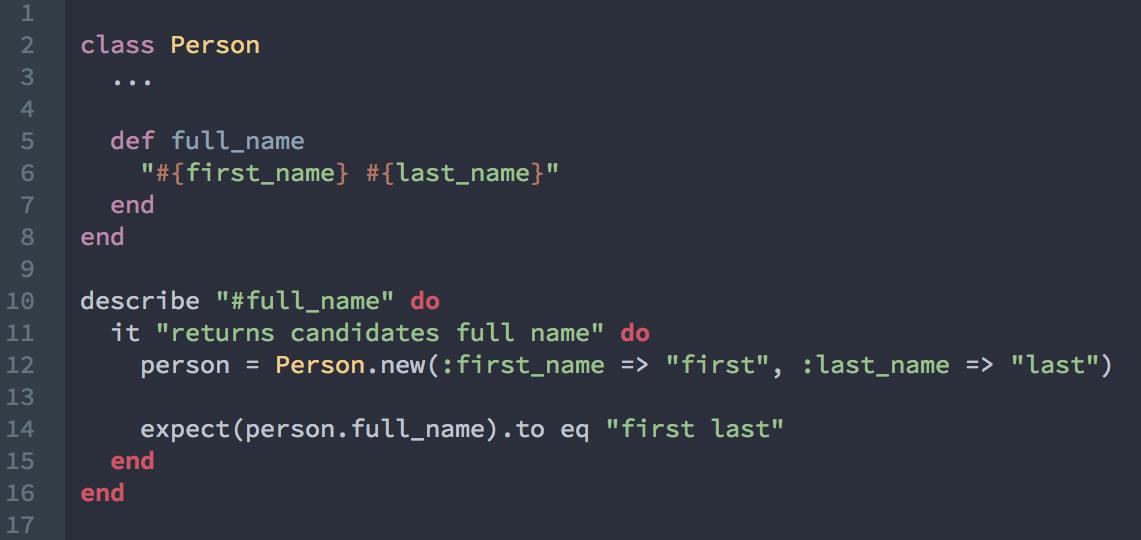 1
2 class Person
3   ...
4
5   def full_name
6     "#{first_name} #{last_name}"
7   end
8 end
9
10 describe "#full_name" do
11   it "returns candidates full name" do
12     person = Person.new(:first_name => "first", :last_name => "last")
13
14     expect(person.full_name).to eq "first last"
15   end
16 end
17